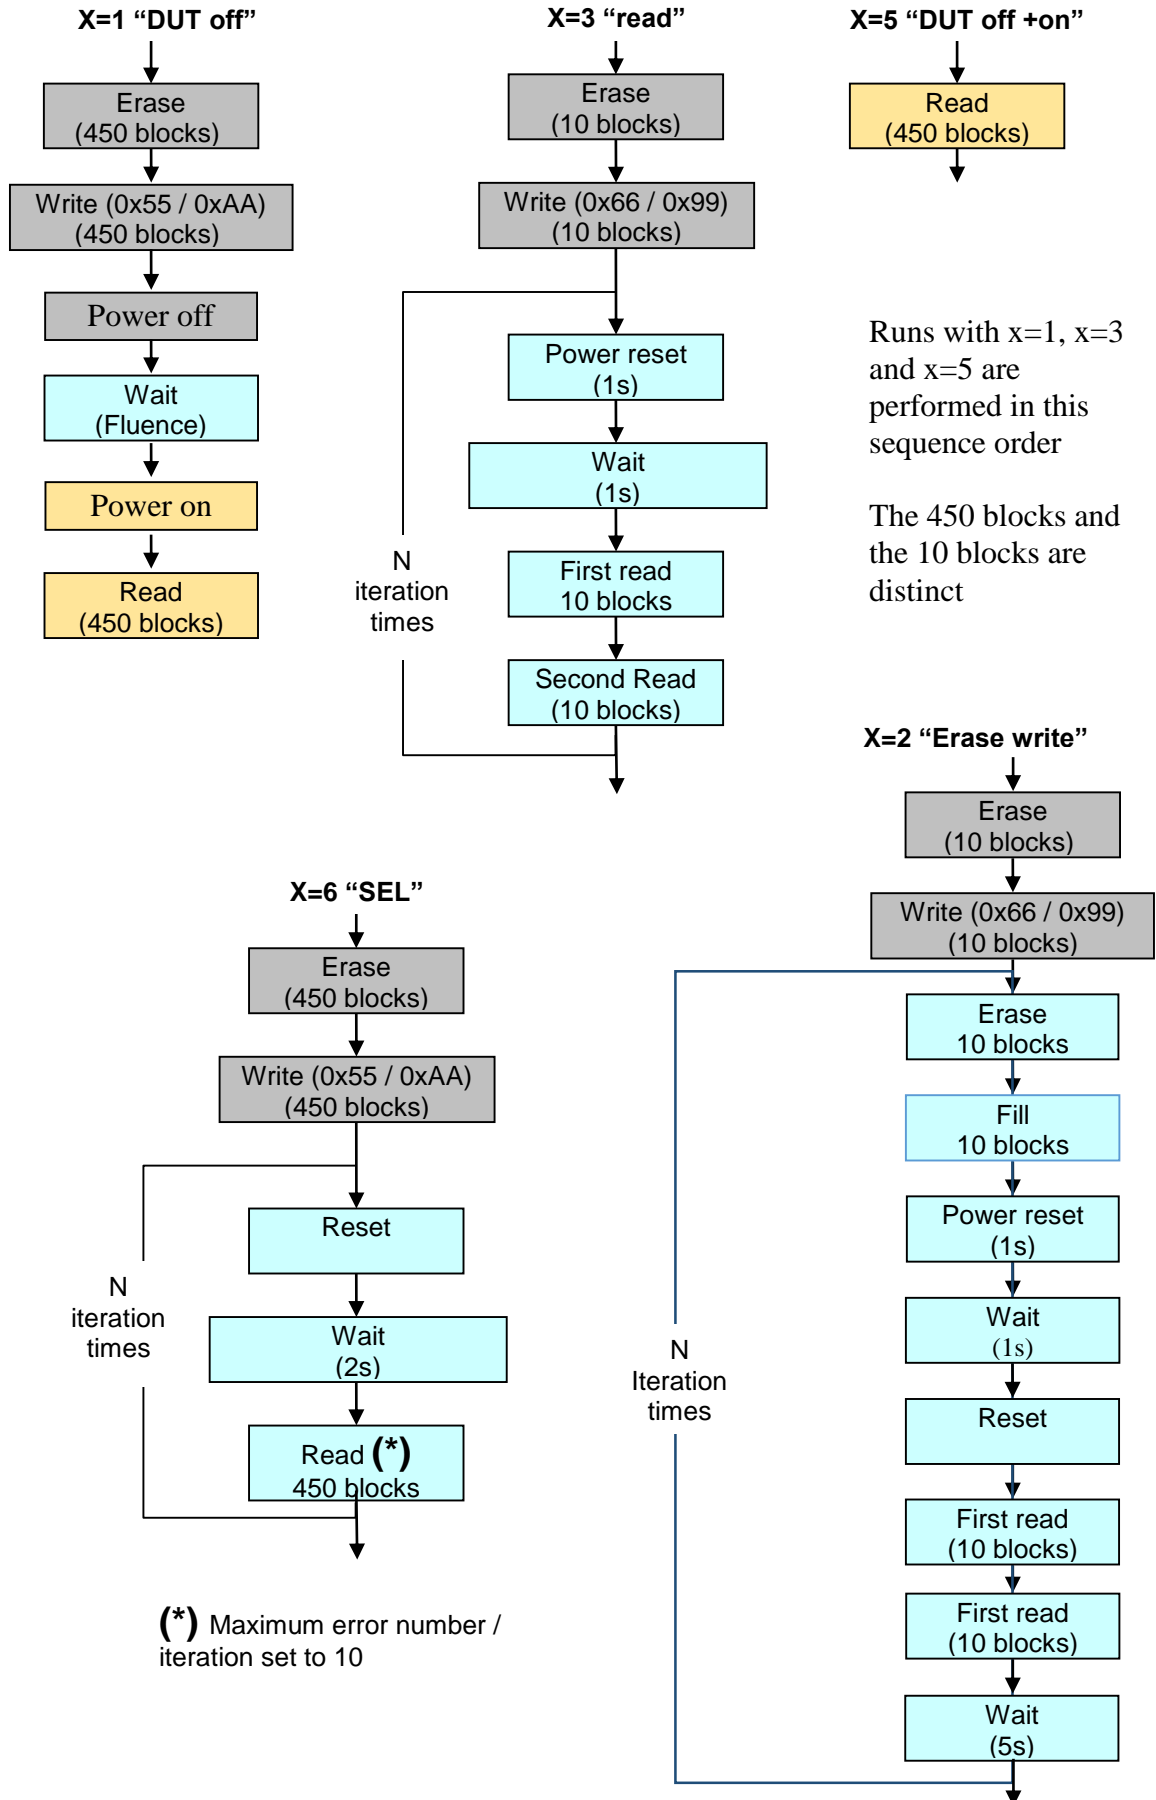 X=1 “DUT off”
Erase
(450 blocks)
Write (0x55 / 0xAA)
(450 blocks)
Power off
Wait
(Fluence)
Power on
Read
(450 blocks)
X=3 “read”
Erase
(10 blocks)
Write (0x66 / 0x99)
(10 blocks)
Power reset
(1s)
Wait
(1s)
First read
10 blocks
Second Read
(10 blocks)
N
iteration
times
X=5 “DUT off +on”
Read
(450 blocks)
Runs with x=1, x=3
and x=5 are
performed in this
sequence order
The 450 blocks and
the 10 blocks are
distinct
X=6 “SEL”
Erase
(450 blocks)
Write (0x55 / 0xAA)
(450 blocks)
Reset
Wait
(2s)
Read (*)
450 blocks
N
iteration
times
(*) Maximum error number /
iteration set to 10
X=2 “Erase write”
Erase
(10 blocks)
Write (0x66 / 0x99)
(10 blocks)
Erase
10 blocks
Fill
10 blocks
Power reset
(1s)
Wait
(1s)
Reset
First read
(10 blocks)
First read
(10 blocks)
Wait
(5s)
N
Iteration
times